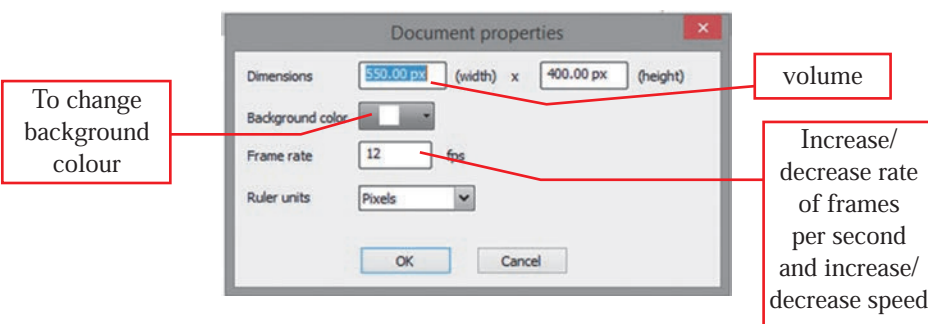 Document properties
Dimensions 550.00 px (width) x 400.00 px (height)
Background color
Frame rate 12 fps
Ruler units Pixels
OK Cancel
To change
background
colour
volume
Increase/
decrease rate
of frames
per second
and increase/
decrease speed